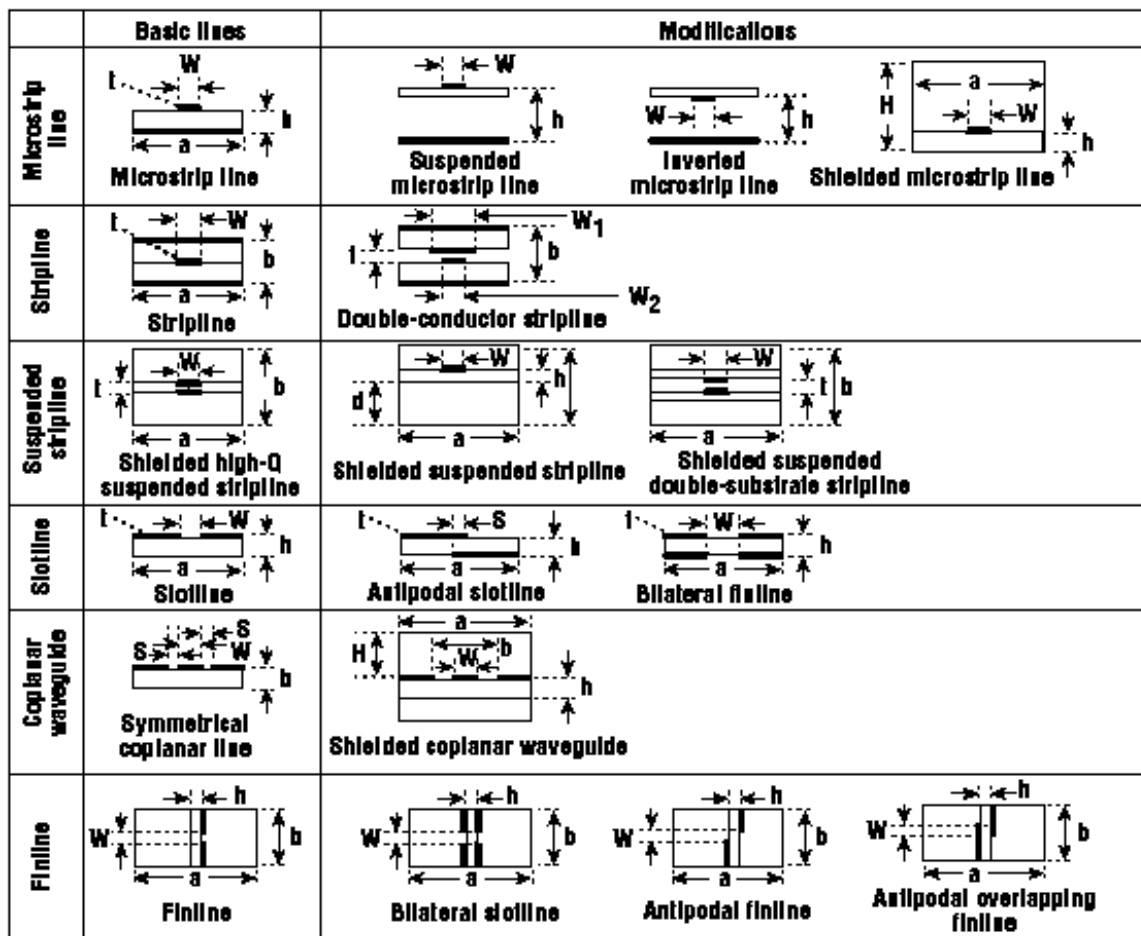 Basic lines
Modifications
Microstrip line
t
W
h
a
Microstrip line
W
h
Suspended microstrip line
W
h
Inverted microstrip line
H
a
W
h
Shielded microstrip line
Stripline
t
W
b
a
Stripline
W1
t
b
W2
Double-conductor stripline
Suspended stripline
W
t
b
a
Shielded high-Q suspended stripline
W
h
d
a
Shielded suspended stripline
W
t
b
a
Shielded suspended double-substrate stripline
Slotline
t
W
h
a
Slotline
t
S
h
a
Antipodal slotline
t
W
h
a
Bilateral finline
Coplanar waveguide
S
S
W
b
Symmetrical coplanar line
a
H
b
W
h
Shielded coplanar waveguide
Finline
h
W
b
a
Finline
h
W
b
a
Bilateral slotline
h
W
b
a
Antipodal finline
h
W
b
a
Antipodal overlapping finline